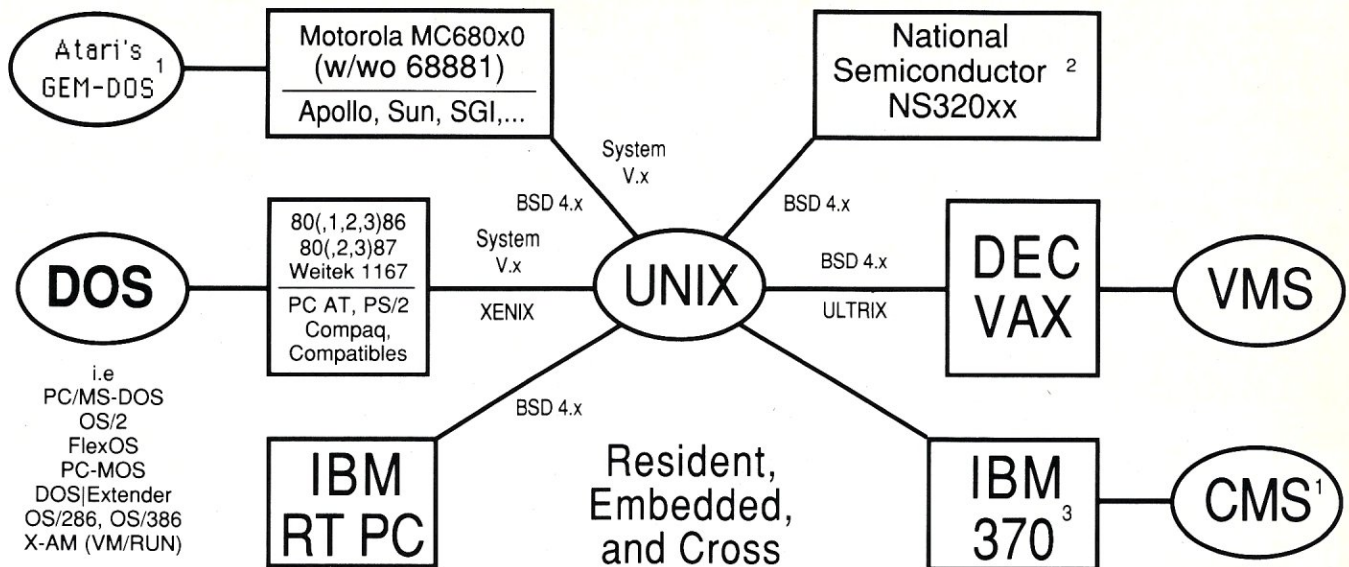 Atari's
GEM-DOS 1
Motorola MC680x0
(w/wo 68881)
Apollo, Sun, SGI,...
National
Semiconductor 2
NS320xx
System
V.x
BSD 4.x
BSD 4.x
DOS
i.e
PC/MS-DOS
OS/2
FlexOS
PC-MOS
DOS|Extender
OS/286, OS/386
X-AM (VM/RUN)
80(,1,2,3)86
80(,2,3)87
Weitek 1167
PC AT, PS/2
Compaq,
Compatibles
System
V.x
XENIX
UNIX
BSD 4.x
ULTRIX
DEC
VAX
VMS
IBM
RT PC
BSD 4.x
Resident,
Embedded,
and Cross
IBM
370 3
CMS 1